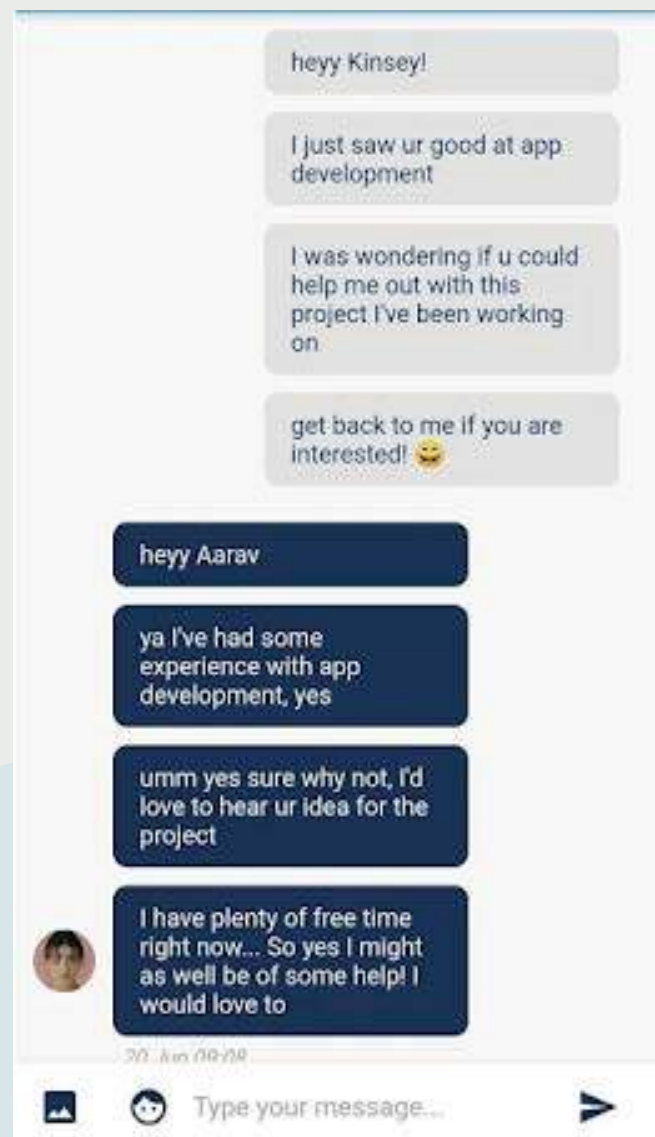 heyy Kinsey!
I just saw ur good at app
development
I was wondering if u could
help me out with this
project I've been working
on
get back to me if you are
interested! 😄
heyy Aarav
ya I've had some
experience with app
development, yes
umm yes sure why not, I'd
love to hear ur idea for the
project
I have plenty of free time
right now... So yes I might
as well be of some help! I
would love to
20 Jun 09:08
Type your message...